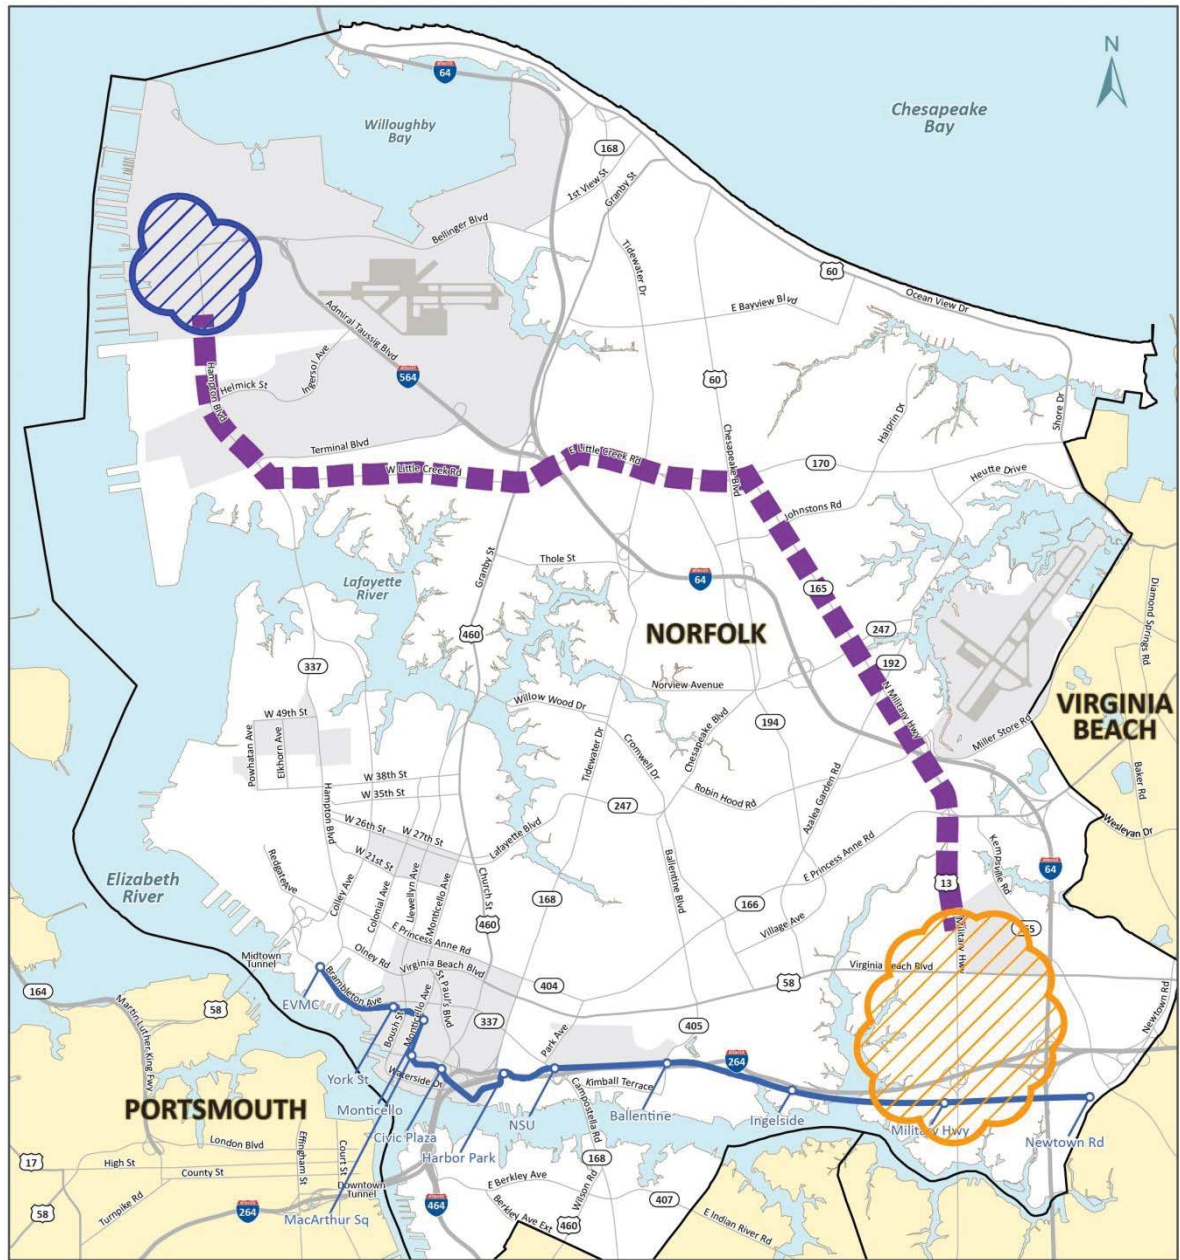 N
64
Chesapeake
Bay
Willoughby
Bay
168
1st View St
Granby St
Bellinger Blvd
Tidewater Dr
60
Ocean View Dr
E Bayview Blvd
Admiral Taussig Blvd
Ingersol Ave
Helmick St
564
60
Hampton Blvd
Halprin Dr
Shore Dr
Terminal Blvd
E Little Creek Rd
W Little Creek Rd
Chesapeake Blvd
170
Heutte Drive
Johnstons Rd
Granby St
Thole St
Lafayette
River
64
165
Diamond Springs Rd
460
NORFOLK
247
192
337
Norview Avenue
N Military Hwy
VIRGINIA
BEACH
Willow Wood Dr
W 49th St
194
Miller Store Rd
Powhatan Ave
Elkhorn Ave
Tidewater Dr
Cromwell Dr
Chesapeake Blvd
W 38th St
W 35th St
Robin Hood Rd
Azalea Garden Rd
Baker Rd
Hampton Blvd
247
Wesleyan Dr
W 26th St
W 27th St
Lafayette Blvd
E Princess Anne Rd
Kempsville Rd
W 21st St
Redgate Ave
64
Elizabeth
River
Colley Ave
Colonial Ave
Llewellyn Ave
Monticello Ave
Church St
Ballentine Blvd
13
168
166
460
Village Ave
E Princess Anne Rd
Military Hwy
Midtown
Tunnel
Olney Rd
Virginia Beach Blvd
Virginia Beach Blvd
164
58
EVMC
Brambleton Ave
St Paul's Blvd
404
58
Newtown Rd
Martin Luther King Fwy
Boush St
Monticello Ave
337
Park Ave
405
264
York St
Waterside Dr
Kimball Terrace
PORTSMOUTH
Monticello
Civic Plaza
NSU
Campostella Rd
Ballentine
Ingelside
Military Hwy
Newtown Rd
London Blvd
Effingham St
Court St
Harbor Park
17
High St
County St
168
Downtown
Tunnel
E Berkley Ave
Wilson Rd
407
58
Turnpike Rd
264
MacArthur Sq
464
Berkley Ave Ext
460
E Indian River Rd